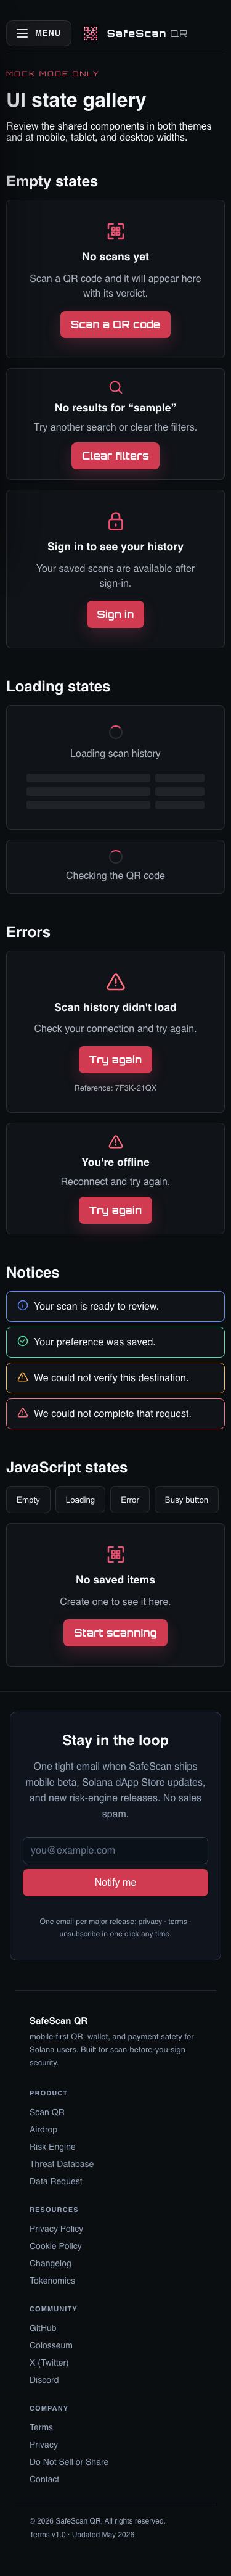 MENU
SafeScan QR
MOCK MODE ONLY
UI state gallery
Review the shared components in both themes
and at mobile, tablet, and desktop widths.
Empty states
No scans yet
Scan a QR code and it will appear here
with its verdict.
Scan a QR code
No results for “sample”
Try another search or clear the filters.
Clear filters
Sign in to see your history
Your saved scans are available after
sign-in.
Sign in
Loading states
Loading scan history
Checking the QR code
Errors
Scan history didn't load
Check your connection and try again.
Try again
Reference: 7F3K-21QX
You're offline
Reconnect and try again.
Try again
Notices
Your scan is ready to review.
Your preference was saved.
We could not verify this destination.
We could not complete that request.
JavaScript states
Empty
Loading
Error
Busy button
No saved items
Create one to see it here.
Start scanning
Stay in the loop
One tight email when SafeScan ships
mobile beta, Solana dApp Store updates,
and new risk-engine releases. No sales
spam.
you@example.com
Notify me
One email per major release; privacy · terms ·
unsubscribe in one click any time.
SafeScan QR
mobile-first QR, wallet, and payment safety for
Solana users. Built for scan-before-you-sign
security.
PRODUCT
Scan QR
Airdrop
Risk Engine
Threat Database
Data Request
RESOURCES
Privacy Policy
Cookie Policy
Changelog
Tokenomics
COMMUNITY
GitHub
Colosseum
X (Twitter)
Discord
COMPANY
Terms
Privacy
Do Not Sell or Share
Contact
© 2026 SafeScan QR. All rights reserved.
Terms v1.0 · Updated May 2026